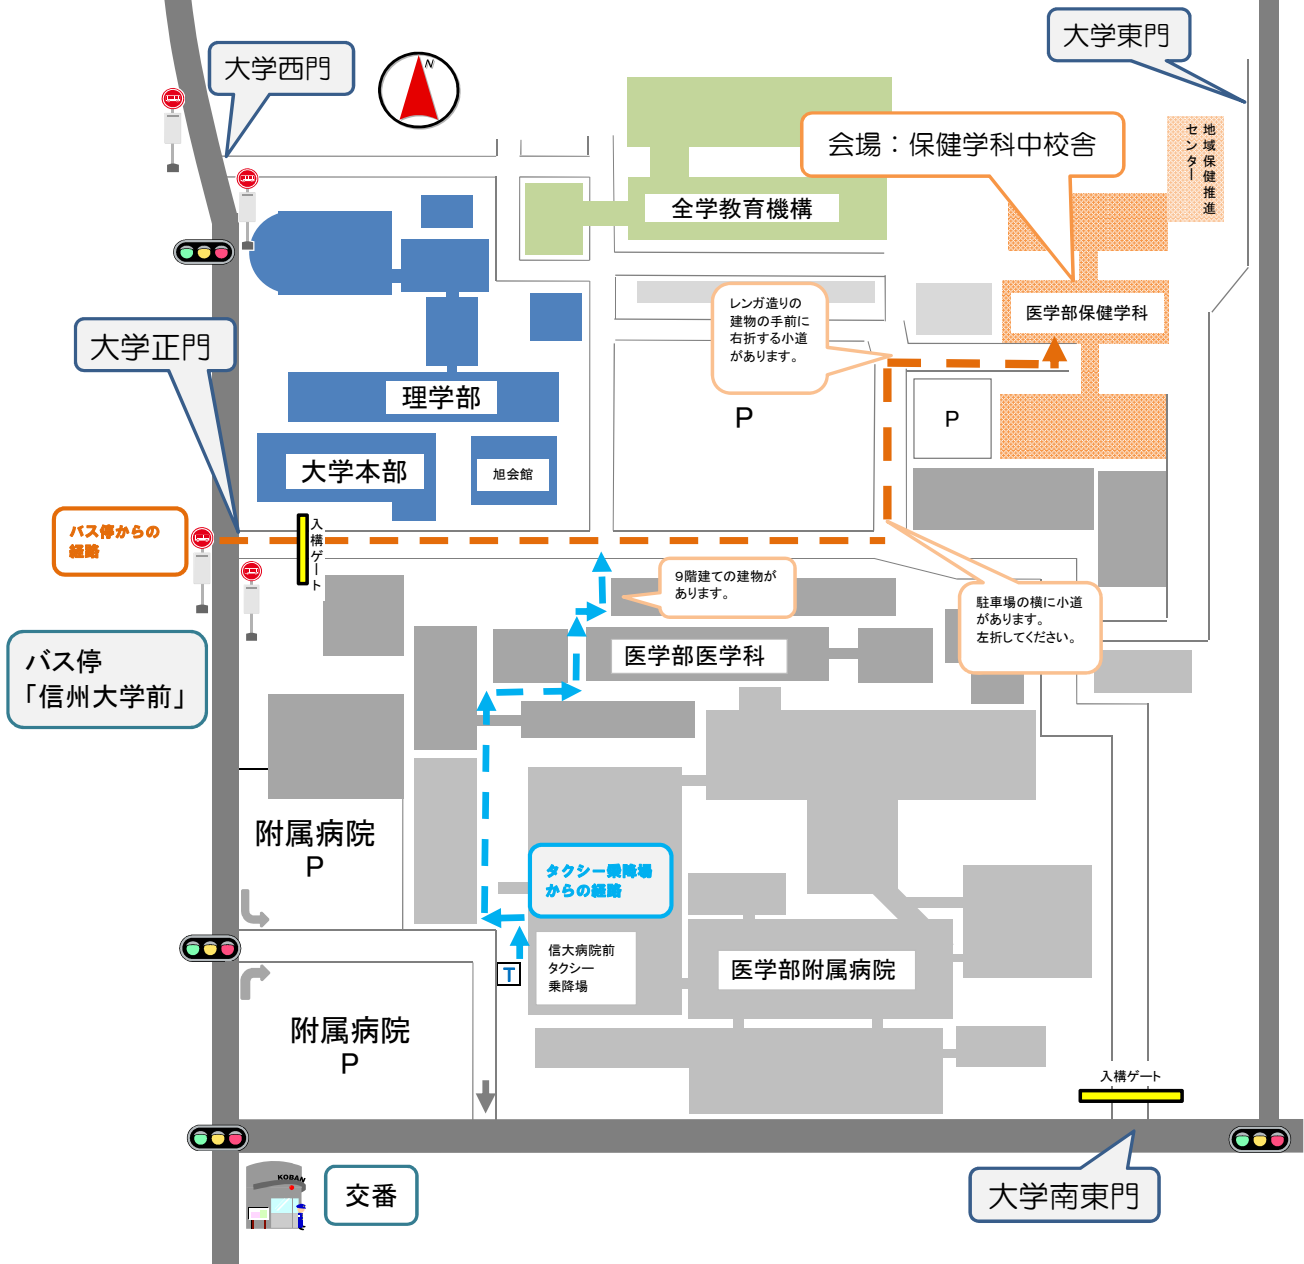 大学東門
大学西門
N
地域保健推進
センター
会場：保健学科中校舎
全学教育機構
レンガ造りの
建物の手前に
右折する小道
があります。
医学部保健学科
大学正門
理学部
P
P
大学本部
旭会館
バス停からの
経路
入構ゲート
9階建ての建物が
あります。
駐車場の横に小道
があります。
左折してください。
バス停
「信州大学前」
医学部医学科
附属病院
P
タクシー乗降場
からの経路
信大病院前
タクシー
乗降場
T
医学部附属病院
附属病院
P
入構ゲート
KOBAN
交番
大学南東門